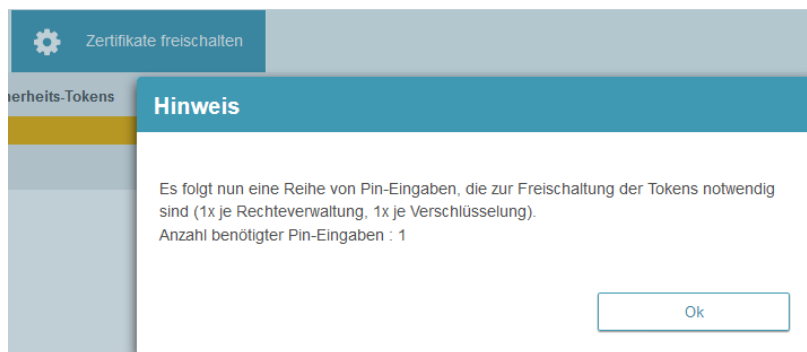 Zertifikate freischalten
herheits-Tokens
Hinweis
Es folgt nun eine Reihe von Pin-Eingaben, die zur Freischaltung der Tokens notwendig
sind (1x je Rechteverwaltung, 1x je Verschlüsselung).
Anzahl benötigter Pin-Eingaben : 1
Ok